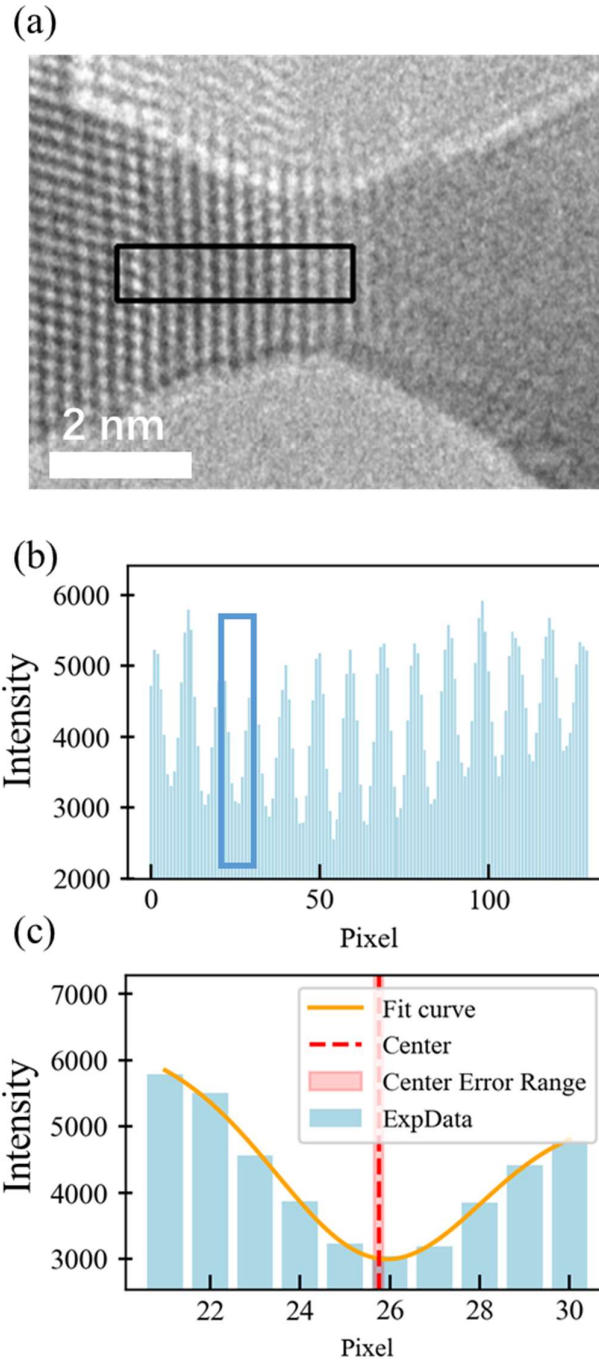 (a)
2 nm
(b)
6000
5000
4000
3000
2000
Intensity
0 50 100
Pixel
(c)
7000
6000
5000
4000
3000
Intensity
Fit curve
Center
Center Error Range
ExpData
22 24 26 28 30
Pixel